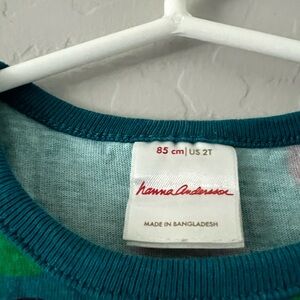 85 cm | US 2T
hanna andersson
MADE IN BANGLADESH